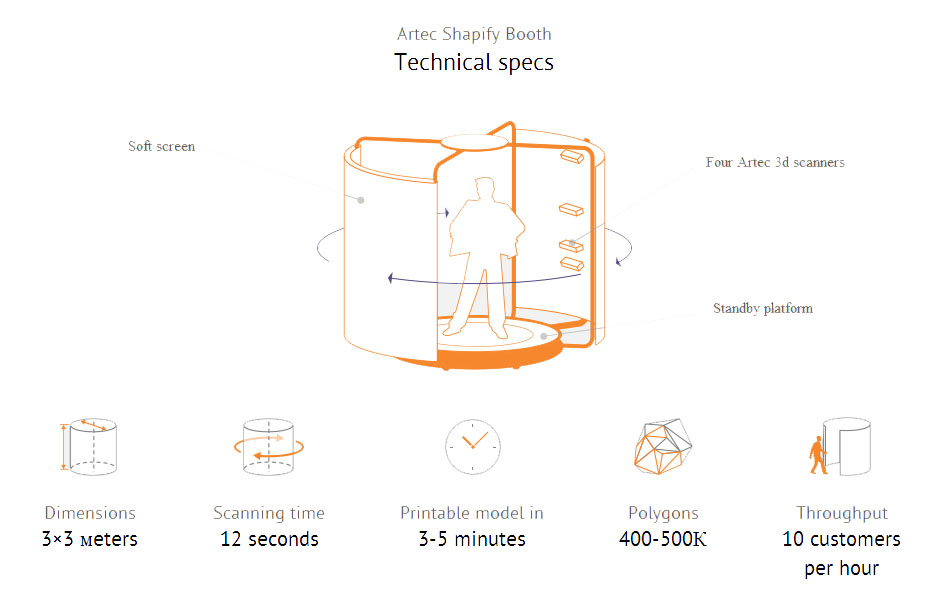 Artec Shapify Booth
Technical specs
Soft screen
Four Artec 3d scanners
Standby platform
Dimensions
3×3 мeters
Scanning time
12 seconds
Printable model in
3-5 minutes
Polygons
400-500К
Throughput
10 customers
per hour